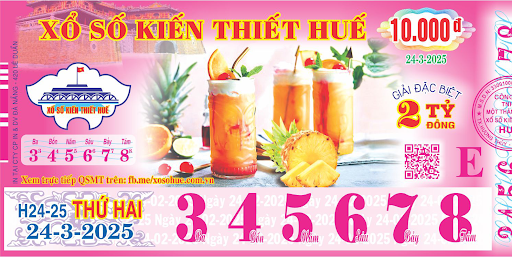 XỔ SỐ KIẾN THIẾT HUẾ
10.000đ
24-3-2025
XỔ SỐ KIẾN THIẾT HUẾ
GIẢI ĐẶC BIỆT
2 TỶ
ĐỒNG
Ba Bốn Năm Sáu Bảy Tám
3 4 5 6 7 8
E
Xem trực tiếp QSMT trên: fb.me/xosohue.com.vn
H24-25 THỨ HAI
24-3-2025
3 4 5 6 7 8
Ba Bốn Năm Sáu Bảy Tám